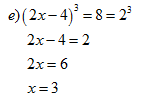 e) (2x − 4)³ = 8 = 2³
2x − 4 = 2
2x = 6
x = 3